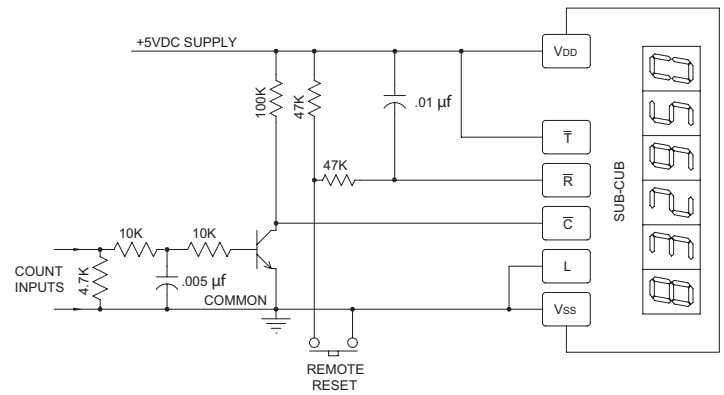 +5VDC SUPPLY
VDD
100K
47K
.01 µf
T̅
47K
R̅
SUB-CUB
C̅
10K
10K
L
COUNT
INPUTS
4.7K
.005 µf
COMMON
VSS
REMOTE
RESET